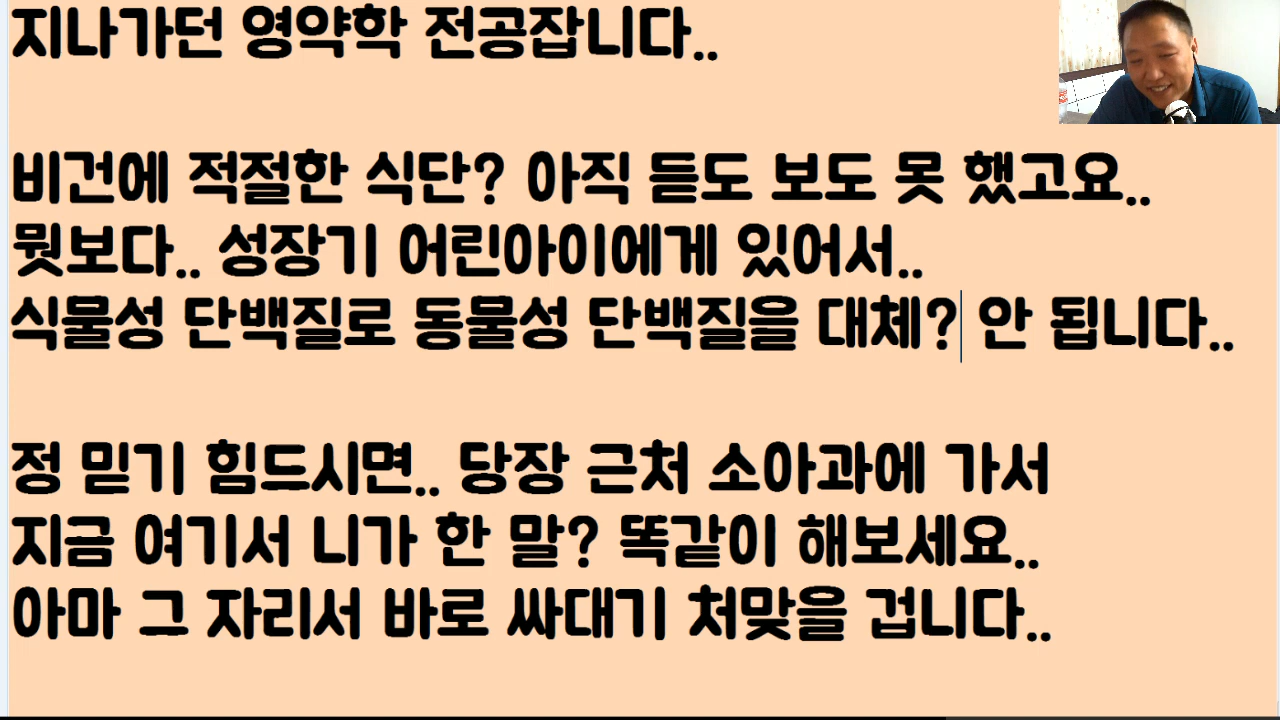 지나가던 영약학 전공잡니다..
비건에 적절한 식단? 아직 듣도 보도 못 했고요..
뭣보다.. 성장기 어린아이에게 있어서..
식물성 단백질로 동물성 단백질을 대체? 안 됩니다..
정 믿기 힘드시면.. 당장 근처 소아과에 가서
지금 여기서 니가 한 말? 똑같이 해보세요..
아마 그 자리서 바로 싸대기 처맞을 겁니다..